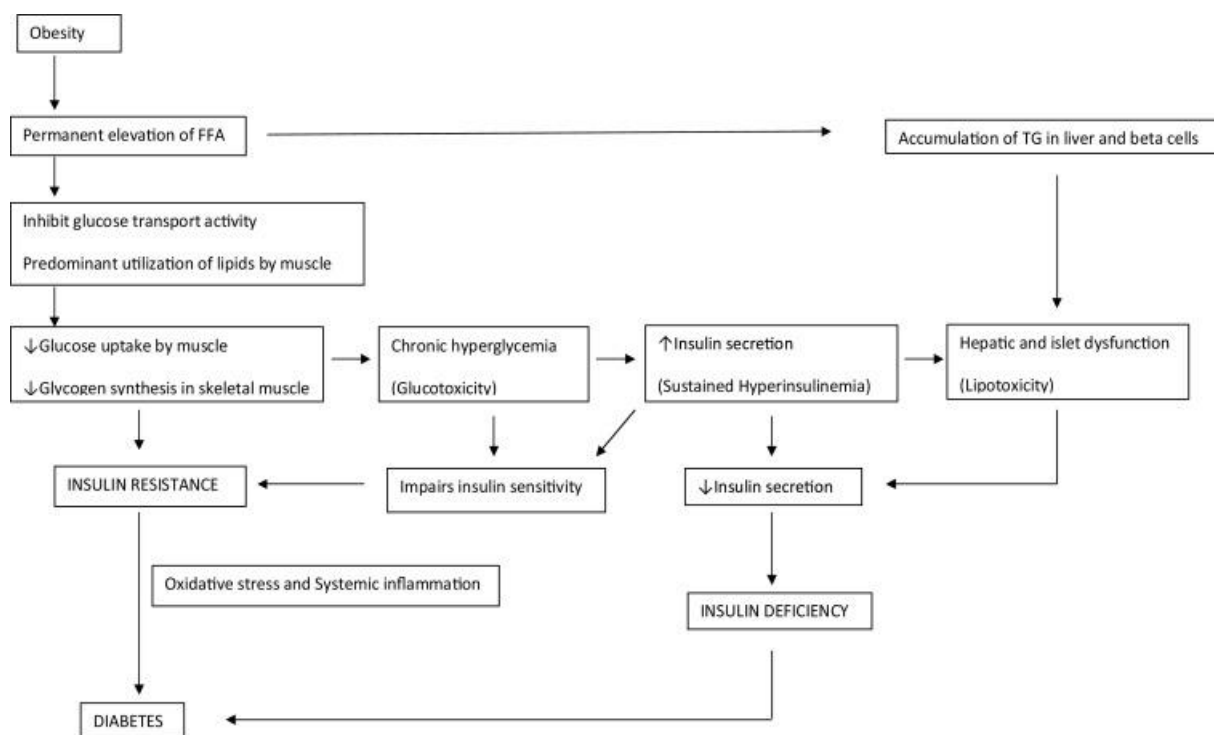 Obesity
Permanent elevation of FFA
Accumulation of TG in liver and beta cells
Inhibit glucose transport activity
Predominant utilization of lipids by muscle
↓Glucose uptake by muscle
↓Glycogen synthesis in skeletal muscle
Chronic hyperglycemia
(Glucotoxicity)
↑Insulin secretion
(Sustained Hyperinsulinemia)
Hepatic and islet dysfunction
(Lipotoxicity)
INSULIN RESISTANCE
Impairs insulin sensitivity
↓Insulin secretion
Oxidative stress and Systemic inflammation
INSULIN DEFICIENCY
DIABETES